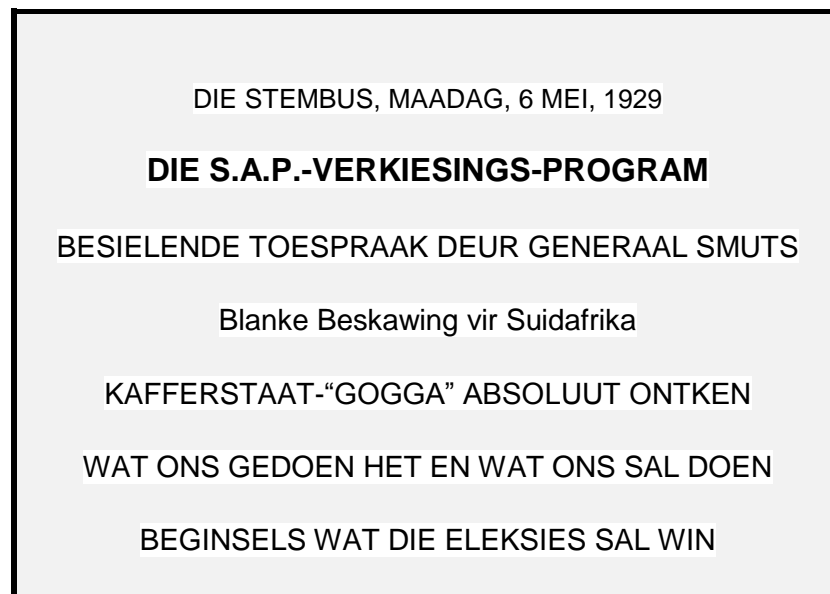 DIE STEMBUS, MAADAG, 6 MEI, 1929
DIE S.A.P.-VERKIESINGS-PROGRAM
BESIELENDE TOESPRAAK DEUR GENERAAL SMUTS
Blanke Beskawing vir Suidafrika
KAFFERSTAAT-“GOGGA” ABSOLUUT ONTKEN
WAT ONS GEDOEN HET EN WAT ONS SAL DOEN
BEGINSELS WAT DIE ELEKSIES SAL WIN